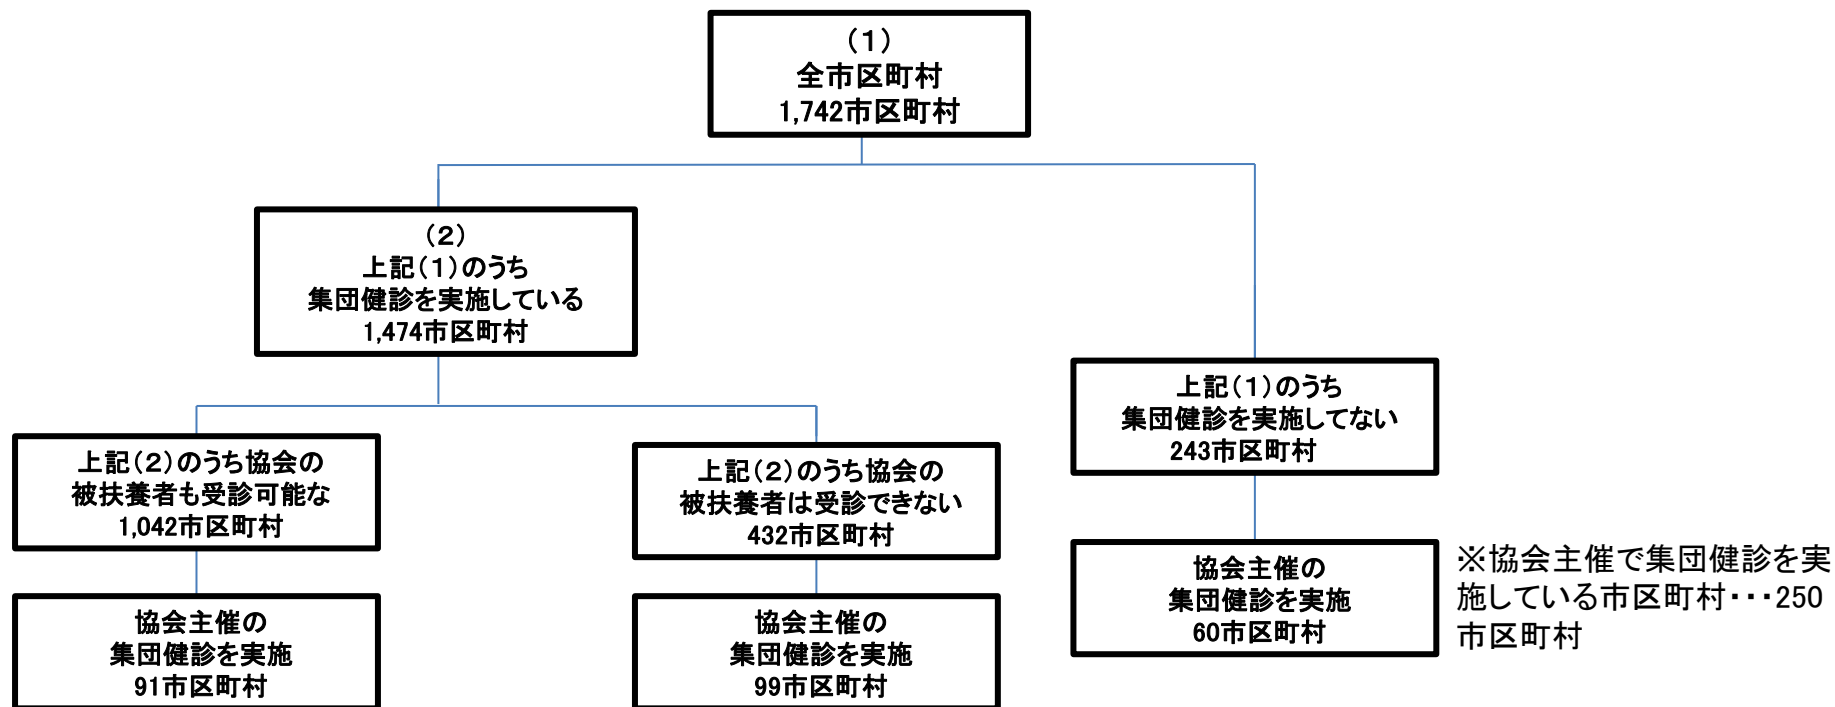 （１）
全市区町村
1,742市区町村
（２）
上記（１）のうち
集団健診を実施している
1,474市区町村
上記（１）のうち
集団健診を実施してない
243市区町村
上記（２）のうち協会の
被扶養者も受診可能な
1,042市区町村
上記（２）のうち協会の
被扶養者は受診できない
432市区町村
協会主催の
集団健診を実施
60市区町村
※協会主催で集団健診を実
施している市区町村・・・250
市区町村
協会主催の
集団健診を実施
91市区町村
協会主催の
集団健診を実施
99市区町村